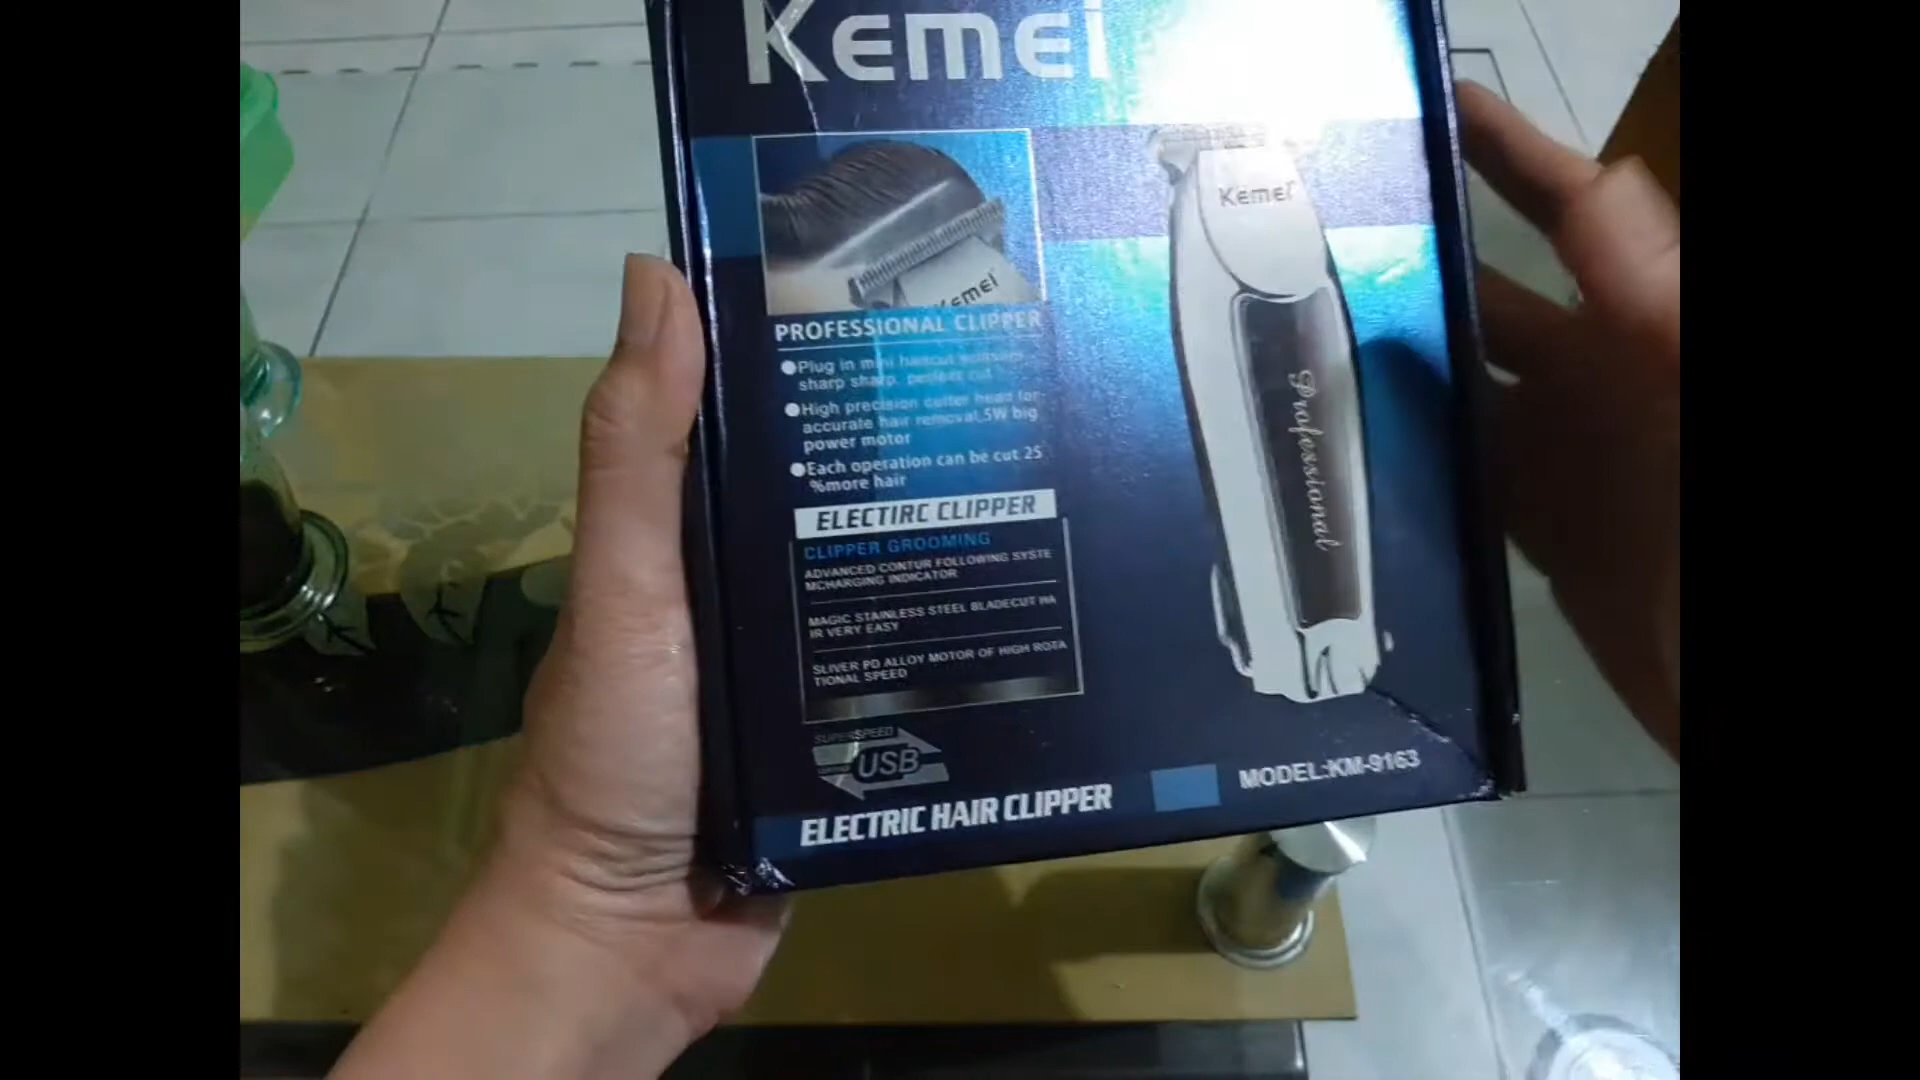 Kemei
Kemei
Kemei
PROFESSIONAL CLIPPER
●Plug in mini haircut
sharp sharp, perfect cut
●High precision cutter head for
accurate hair removal,5W big
power motor
●Each operation can be cut 25
%more hair
ELECTIRC CLIPPER
CLIPPER GROOMING
ADVANCED CONTUR FOLLOWING SYSTE
MCHARGING INDICATOR
MAGIC STAINLESS STEEL BLADECUT HA
IR VERY EASY
SLIVER PD ALLOY MOTOR OF HIGH ROTA
TIONAL SPEED
Professional
SUPERSPEED
USB
ELECTRIC HAIR CLIPPER
MODEL:KM-9163